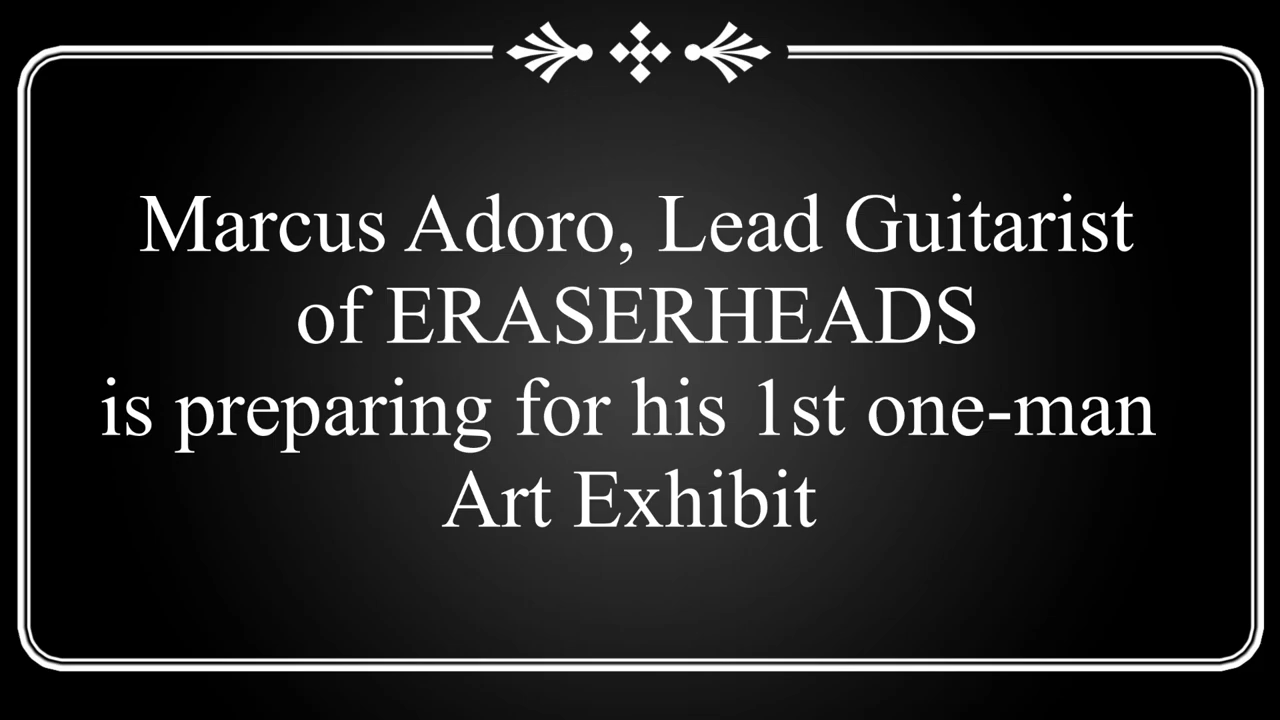 Marcus Adoro, Lead Guitarist
of ERASERHEADS
is preparing for his 1st one-man
Art Exhibit